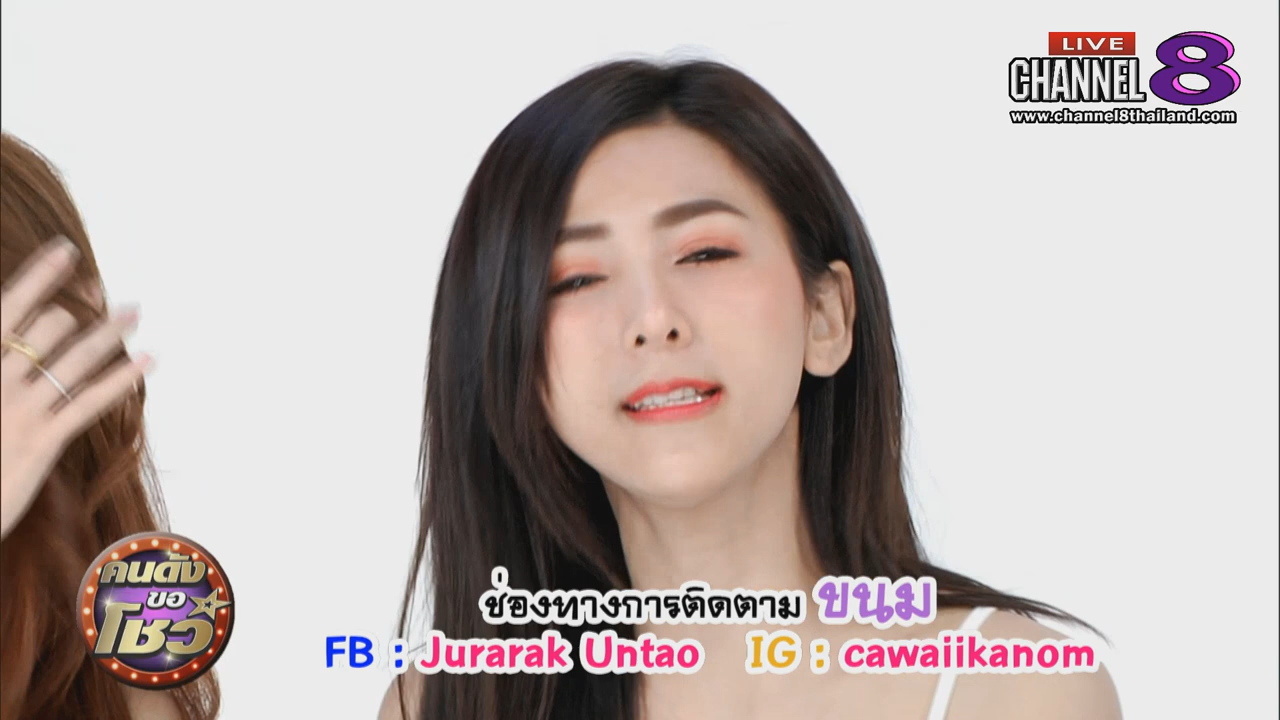 LIVE
CHANNEL 8
www.channel8thailand.com
คนดัง
ขอ
โชว์
ช่องทางการติดตาม ขนม
FB : Jurarak Untao IG : cawaiikanom